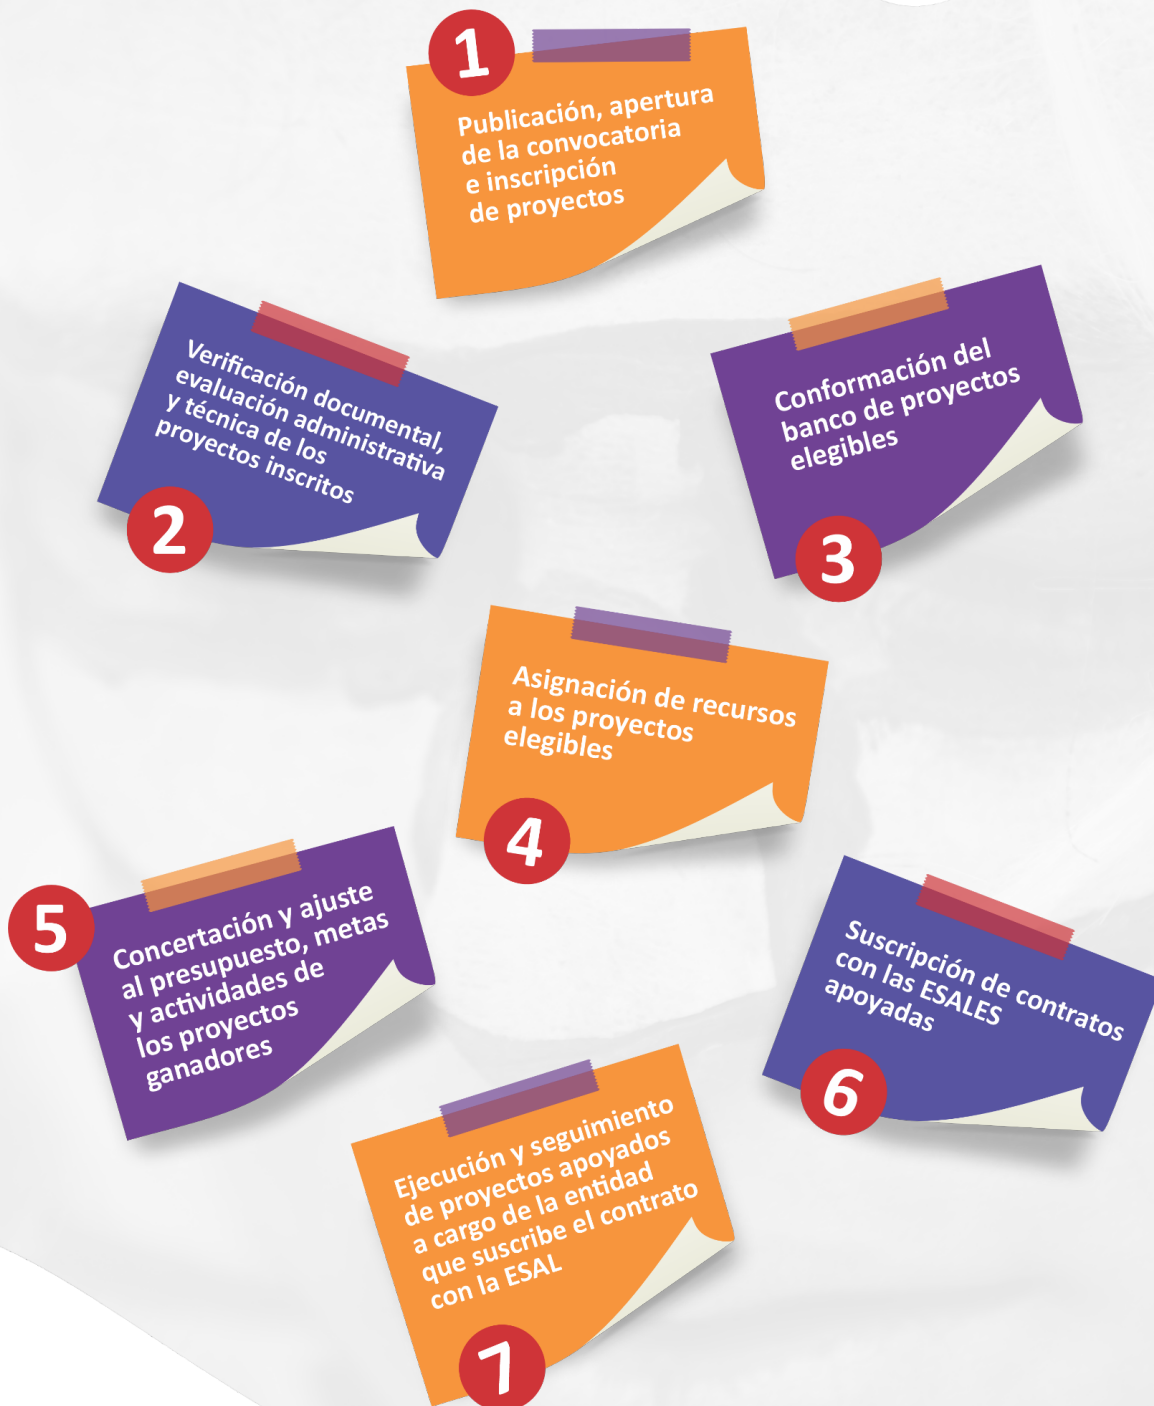 1
Publicación, apertura
de la convocatoria
e inscripción
de proyectos
2
Verificación documental,
evaluación administrativa
y técnica de los
proyectos inscritos
3
Conformación del
banco de proyectos
elegibles
4
Asignación de recursos
a los proyectos
elegibles
5
Concertación y ajuste
al presupuesto, metas
y actividades de
los proyectos
ganadores
6
Suscripción de contratos
con las ESALES
apoyadas
7
Ejecución y seguimiento
de proyectos apoyados
a cargo de la entidad
que suscribe el contrato
con la ESAL